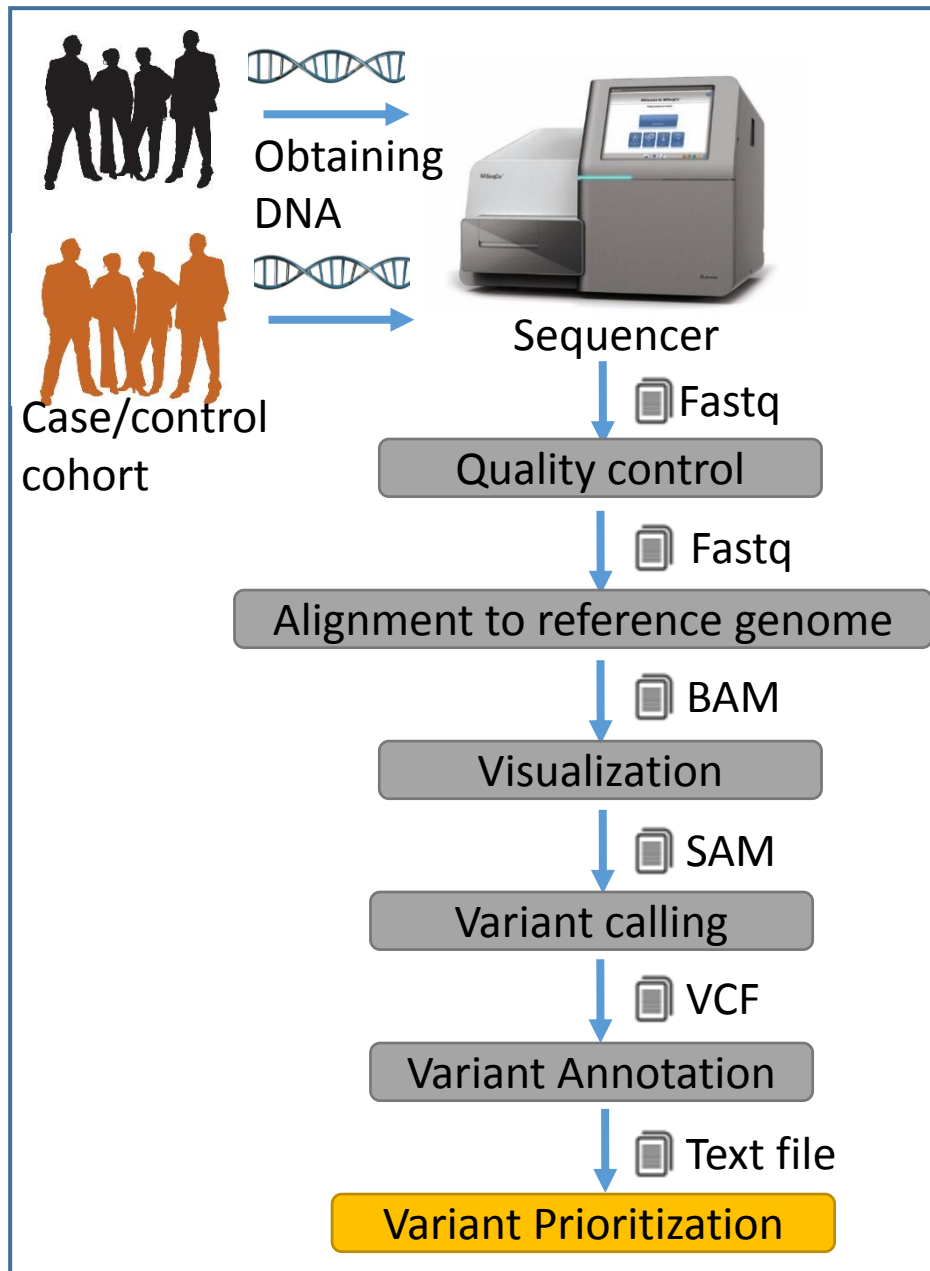 Obtaining
DNA
MiSeqDx
Sequencer
Case/control
cohort
Fastq
Quality control
Fastq
Alignment to reference genome
BAM
Visualization
SAM
Variant calling
VCF
Variant Annotation
Text file
Variant Prioritization